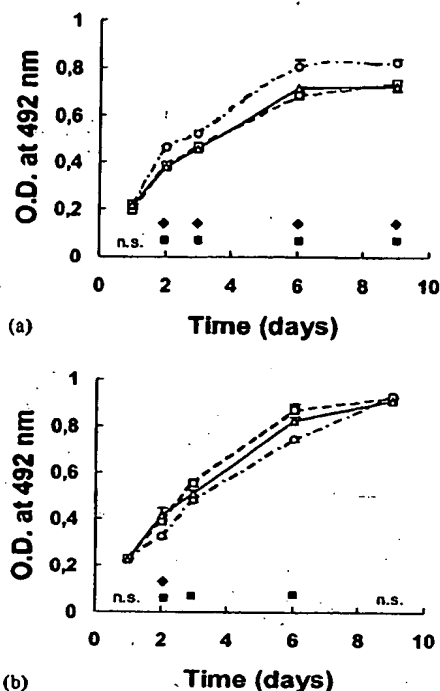 1
0,8
0,6
0,4
0,2
0
O.D. at 492 nm
n.s.
0 2 4 6 8 10
(a) Time (days)
1
0,8
0,6
0,4
0,2
0
O.D. at 492 nm
n.s. n.s.
0 2 4 6 8 10
(b) Time (days)